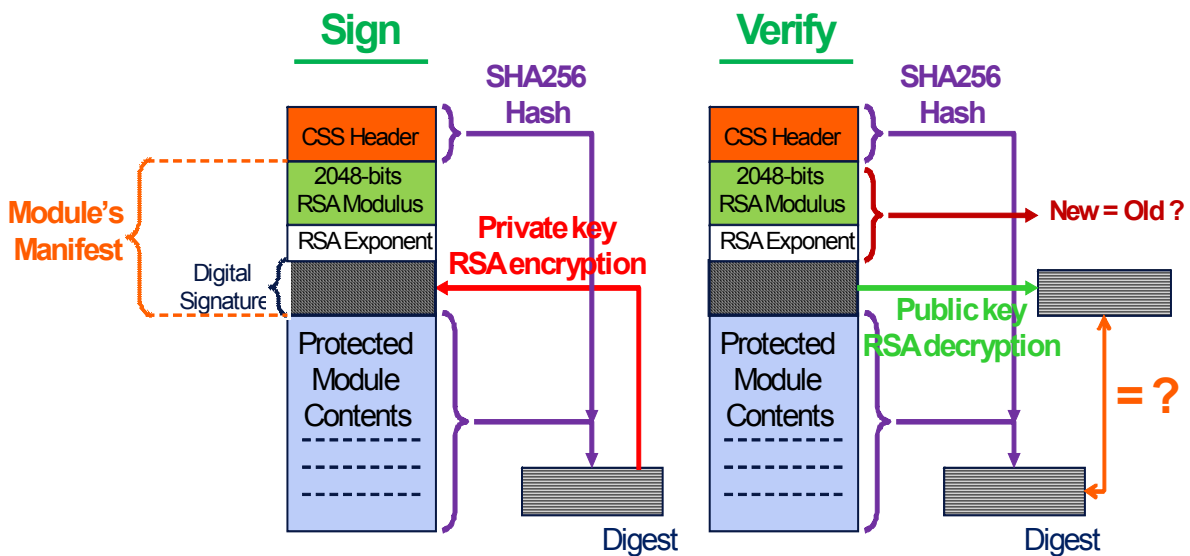 Sign
SHA256
Hash
CSS Header
2048-bits
RSA Modulus
RSA Exponent
Module's
Manifest
Digital
Signature
Private key
RSA encryption
Protected
Module
Contents
Digest
Verify
SHA256
Hash
CSS Header
2048-bits
RSA Modulus
RSA Exponent
New = Old ?
Public key
RSA decryption
Protected
Module
Contents
= ?
Digest